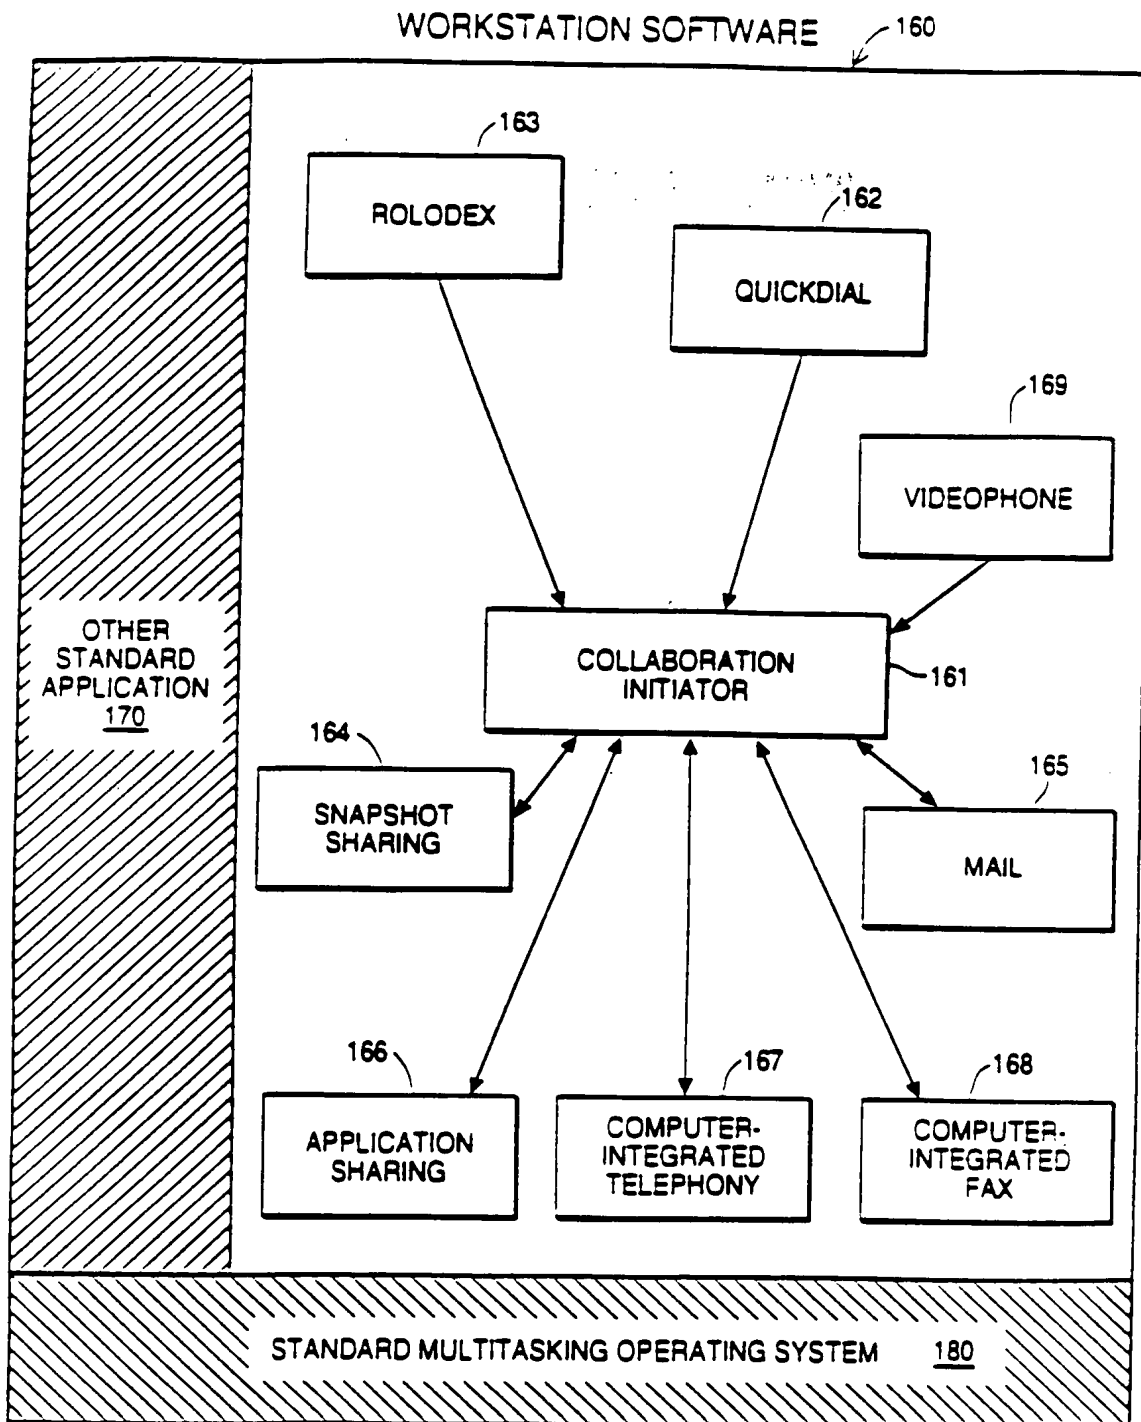 WORKSTATION SOFTWARE
160
163
ROLODEX
162
QUICKDIAL
169
VIDEOPHONE
OTHER
STANDARD
APPLICATION
170
COLLABORATION
INITIATOR
161
164
SNAPSHOT
SHARING
165
MAIL
166
APPLICATION
SHARING
167
COMPUTER-
INTEGRATED
TELEPHONY
168
COMPUTER-
INTEGRATED
FAX
STANDARD MULTITASKING OPERATING SYSTEM 180